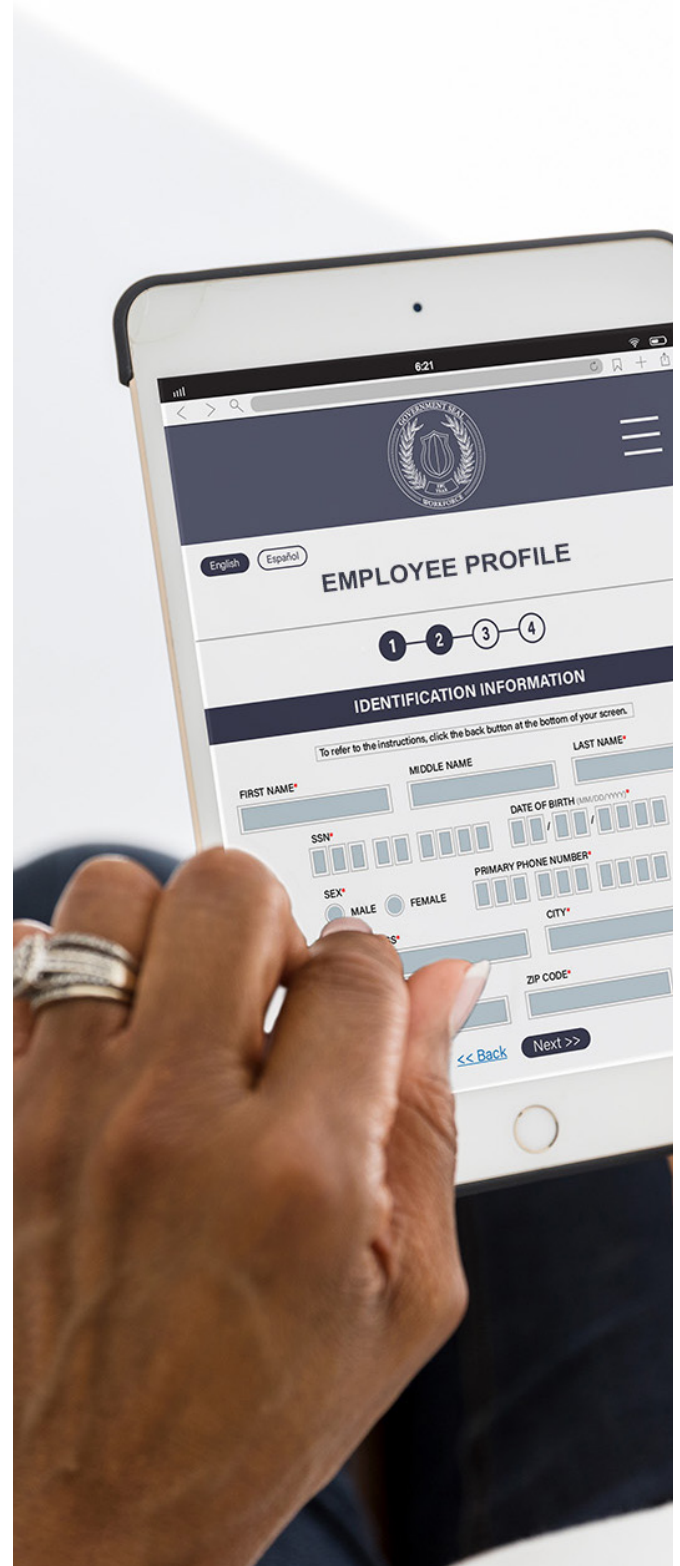 6:21
GOVERNMENT SEAL
WORKFORCE
English Español
EMPLOYEE PROFILE
1 2 3 4
IDENTIFICATION INFORMATION
To refer to the instructions, click the back button at the bottom of your screen.
FIRST NAME* MIDDLE NAME LAST NAME*
SSN* DATE OF BIRTH (MM/DD/YYYY)*
/ /
SEX* PRIMARY PHONE NUMBER*
MALE FEMALE
CITY*
ZIP CODE*
<< Back Next >>